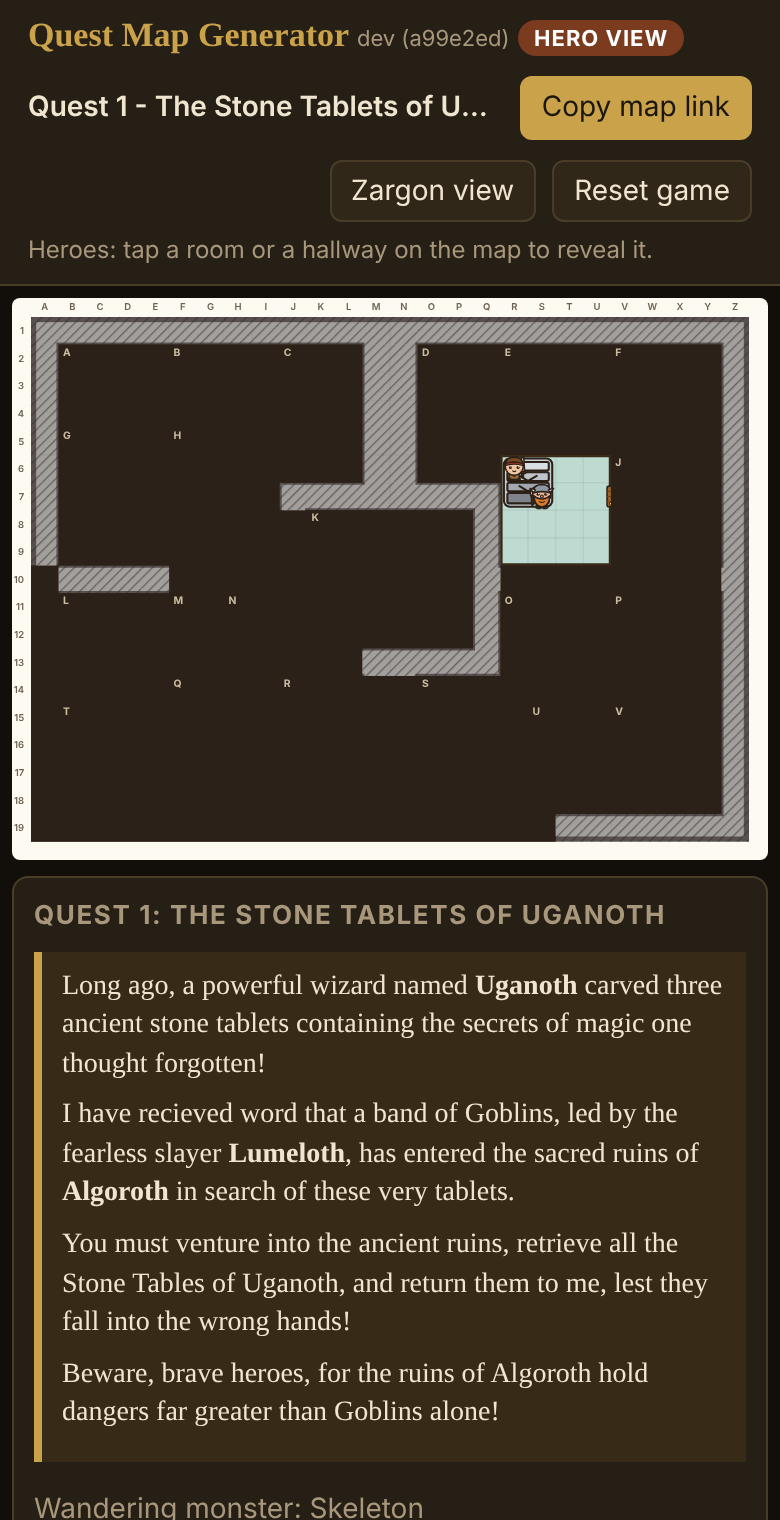 Quest Map Generator dev (a99e2ed) HERO VIEW
Quest 1 - The Stone Tablets of U...
Copy map link
Zargon view Reset game
Heroes: tap a room or a hallway on the map to reveal it.
A B C D E F G H I J K L M N O P Q R S T U V W X Y Z
1
2 A B C D E F
3
4
5 G H
6 J
7
8 K
9
10
11 L M N O P
12
13
14 Q R S
15 T U V
16
17
18
19
QUEST 1: THE STONE TABLETS OF UGANOTH
Long ago, a powerful wizard named Uganoth carved three
ancient stone tablets containing the secrets of magic one
thought forgotten!
I have recieved word that a band of Goblins, led by the
fearless slayer Lumeloth, has entered the sacred ruins of
Algoroth in search of these very tablets.
You must venture into the ancient ruins, retrieve all the
Stone Tables of Uganoth, and return them to me, lest they
fall into the wrong hands!
Beware, brave heroes, for the ruins of Algoroth hold
dangers far greater than Goblins alone!
Wandering monster: Skeleton